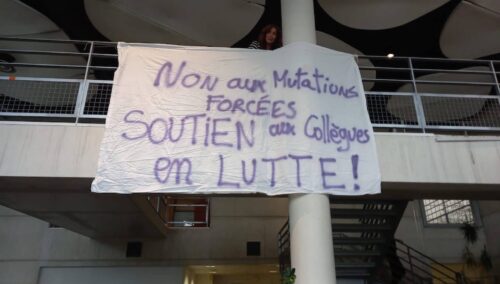 NON aux Mutations
FORCÉES
SOUTIEN aux Collègues
en LUTTE !